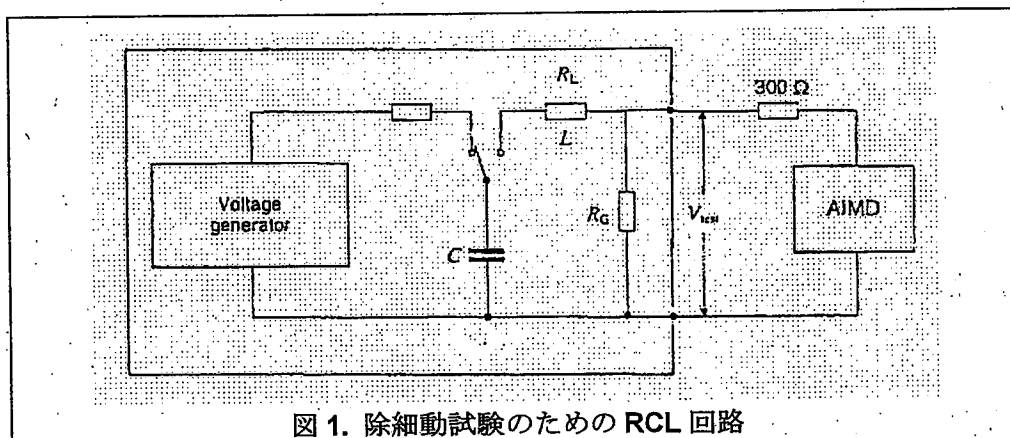 R_L
300 Ω
L
Voltage
generator
R_G
V_test
AIMD
C
図 1. 除細動試験のための RCL 回路